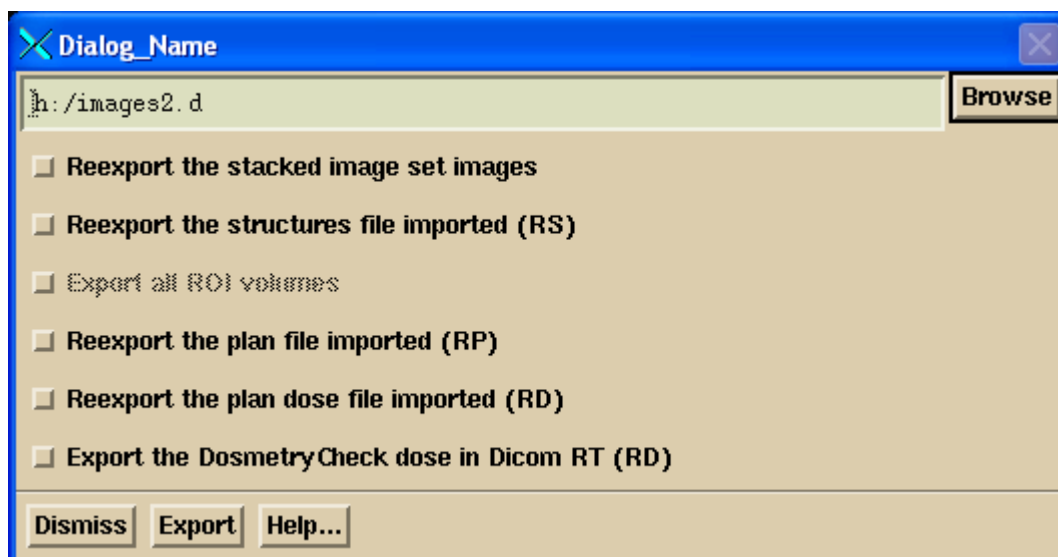 Dialog_Name
h:/images2.d
Browse
Reexport the stacked image set images
Reexport the structures file imported (RS)
Export all ROI volumes
Reexport the plan file imported (RP)
Reexport the plan dose file imported (RD)
Export the DosmetryCheck dose in Dicom RT (RD)
Dismiss Export Help...